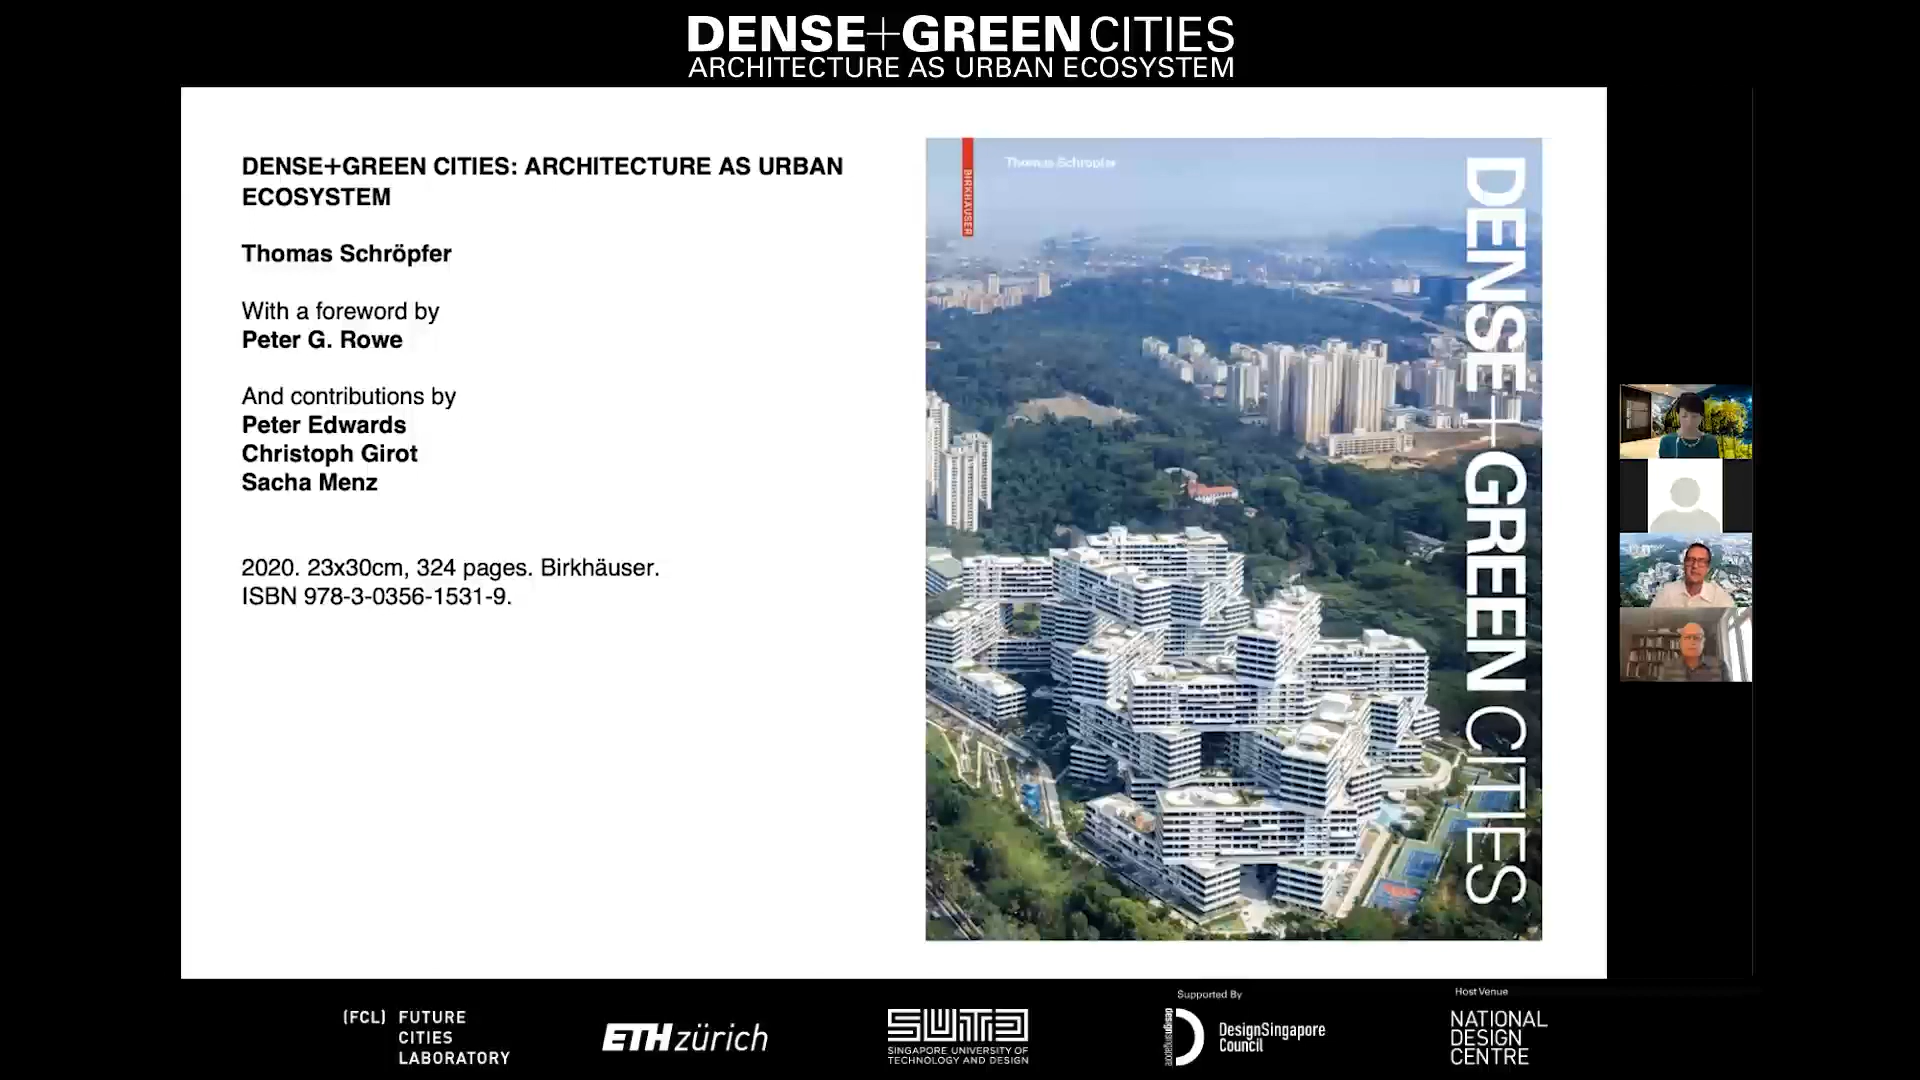 DENSE+GREEN CITIES
ARCHITECTURE AS URBAN ECOSYSTEM
DENSE+GREEN CITIES: ARCHITECTURE AS URBAN
ECOSYSTEM
Thomas Schröpfer
With a foreword by
Peter G. Rowe
And contributions by
Peter Edwards
Christoph Girot
Sacha Menz
2020. 23x30cm, 324 pages. Birkhäuser.
ISBN 978-3-0356-1531-9.
BIRKHÄUSER
Thomas Schröpfer
DENSE+GREEN CITIES
(FCL) FUTURE
CITIES
LABORATORY
ETH zürich
SUTD
SINGAPORE UNIVERSITY OF
TECHNOLOGY AND DESIGN
Supported By
designsingapore
DesignSingapore
Council
Host Venue
NATIONAL
DESIGN
CENTRE